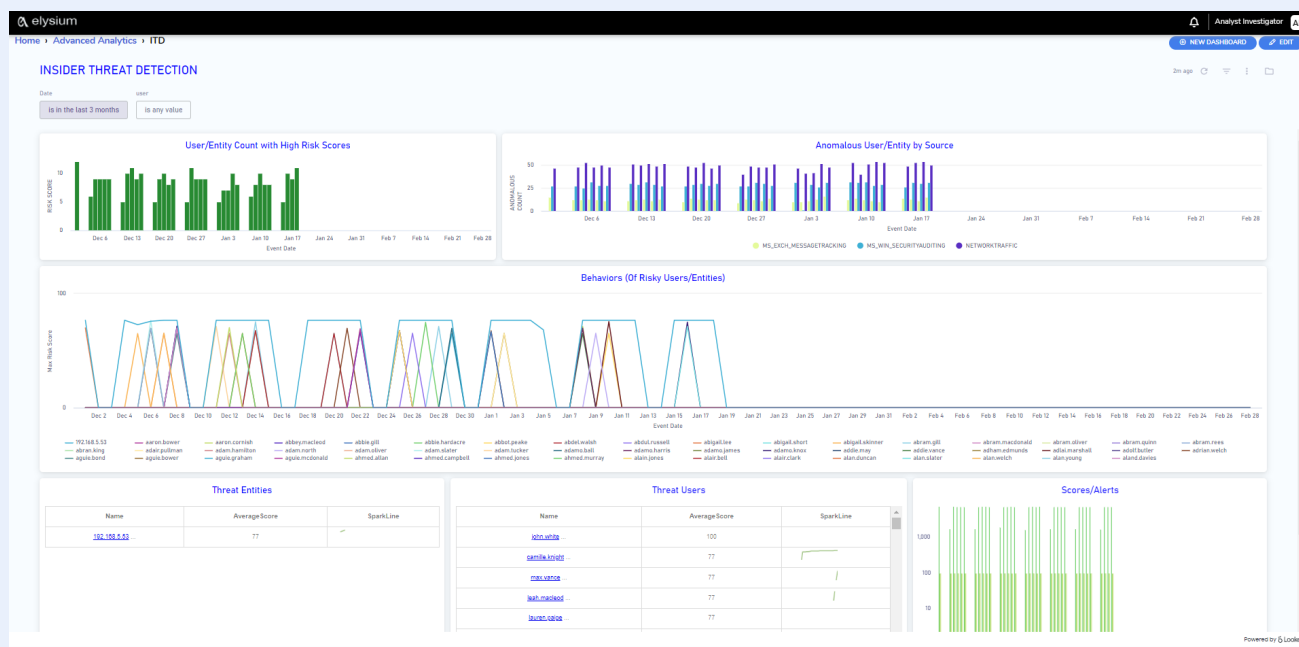 elysium
Analyst Investigator
Home › Advanced Analytics › ITD
NEW DASHBOARD
EDIT
INSIDER THREAT DETECTION
2m ago
Date
user
is in the last 3 months
is any value
User/Entity Count with High Risk Scores
RISK SCORE
10
5
0
Dec 6 Dec 13 Dec 20 Dec 27 Jan 3 Jan 10 Jan 17 Jan 24 Jan 31 Feb 7 Feb 14 Feb 21 Feb 28
Event Date
Anomalous User/Entity by Source
ANOMALOUS COUNT
50
25
0
Dec 6 Dec 13 Dec 20 Dec 27 Jan 3 Jan 10 Jan 17 Jan 24 Jan 31 Feb 7 Feb 14 Feb 21 Feb 28
Event Date
MS_EXCH_MESSAGETRACKING MS_WIN_SECURITYAUDITING NETWORKTRAFFIC
Behaviors (Of Risky Users/Entities)
Max Risk Score
100
0
Dec 2 Dec 4 Dec 6 Dec 8 Dec 10 Dec 12 Dec 14 Dec 16 Dec 18 Dec 20 Dec 22 Dec 24 Dec 26 Dec 28 Dec 30 Jan 1 Jan 3 Jan 5 Jan 7 Jan 9 Jan 11 Jan 13 Jan 15 Jan 17 Jan 19 Jan 21 Jan 23 Jan 25 Jan 27 Jan 29 Jan 31 Feb 2 Feb 4 Feb 6 Feb 8 Feb 10 Feb 12 Feb 14 Feb 16 Feb 18 Feb 20 Feb 22 Feb 24 Feb 26 Feb 28
Event Date
192.168.5.53 aaron.bower aaron.cornish abbey.macleod abbie.gill abbie.hardacre abbot.peake abdel.walsh abdul.russell abigail.lee abigail.short abigail.skinner abram.gill abram.macdonald abram.oliver abram.quinn abram.rees
abran.king adair.pullman adam.hamilton adam.north adam.oliver adam.slater adam.tucker adamo.ball adamo.harris adamo.james adamo.knox addie.may addie.vance adham.edmunds adlai.marshall adolf.butler adrian.welch
aguie.bond aguie.bower aguie.graham aguie.mcdonald ahmed.allan ahmed.campbell ahmed.jones ahmed.murray alain.jones alair.bell alair.clark alan.duncan alan.slater alan.welch alan.young aland.davies
Threat Entities
Name AverageScore SparkLine
192.168.5.53 ... 77
Threat Users
Name AverageScore SparkLine
john.white ... 100
camille.knight ... 77
max.vance ... 77
leah.macleod ... 77
lauren.paige ... 77
Scores/Alerts
1,000
100
10
Powered by Looke